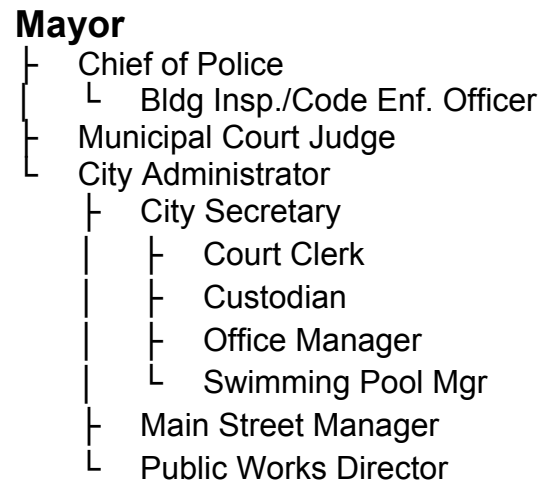 Mayor
├ Chief of Police
│ └ Bldg Insp./Code Enf. Officer
├ Municipal Court Judge
└ City Administrator
├ City Secretary
│ ├ Court Clerk
│ ├ Custodian
│ ├ Office Manager
│ └ Swimming Pool Mgr
├ Main Street Manager
└ Public Works Director